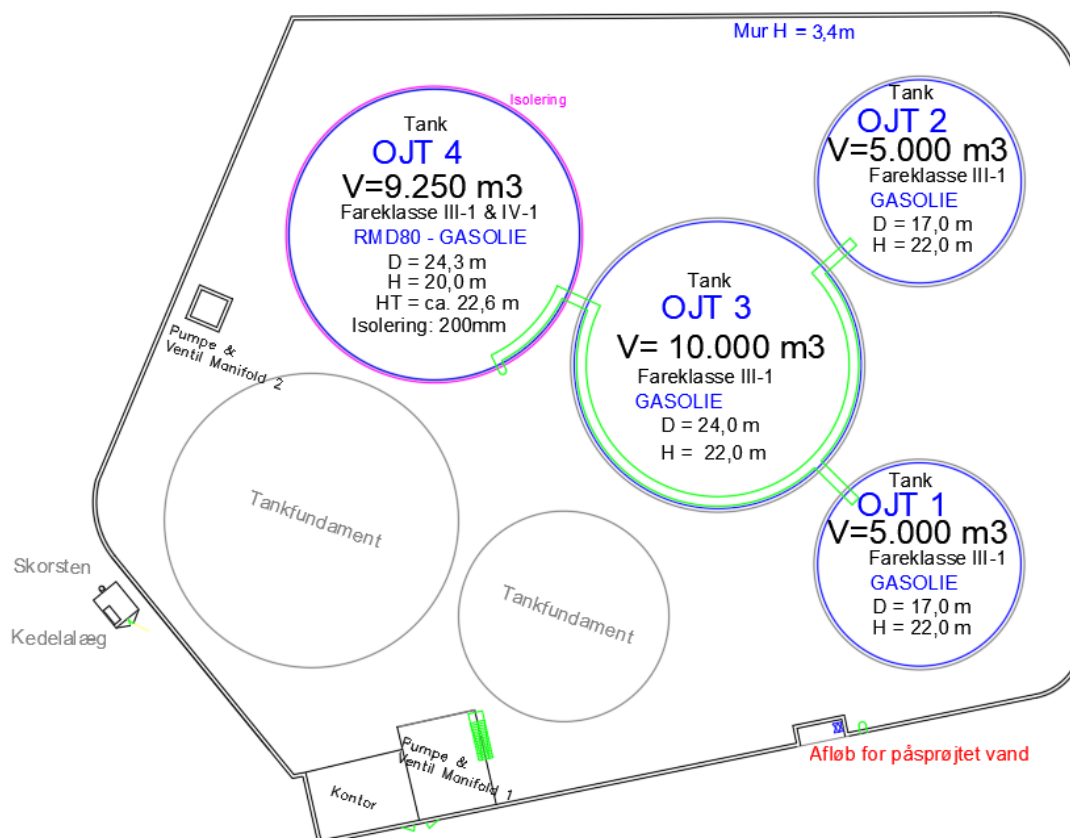 Mur H = 3,4m
Isolering
Tank
OJT 4
V=9.250 m3
Fareklasse III-1 & IV-1
RMD80 - GASOLIE
D = 24,3 m
H = 20,0 m
HT = ca. 22,6 m
Isolering: 200mm
Tank
OJT 2
V=5.000 m3
Fareklasse III-1
GASOLIE
D = 17,0 m
H = 22,0 m
Tank
OJT 3
V= 10.000 m3
Fareklasse III-1
GASOLIE
D = 24,0 m
H = 22,0 m
Pumpe &
Ventil Manifold 2
Tankfundament
Tankfundament
Tank
OJT 1
V=5.000 m3
Fareklasse III-1
GASOLIE
D = 17,0 m
H = 22,0 m
Skorsten
Kedelalæg
Pumpe &
Ventil Manifold 1
Kontor
Afløb for påsprøjtet vand